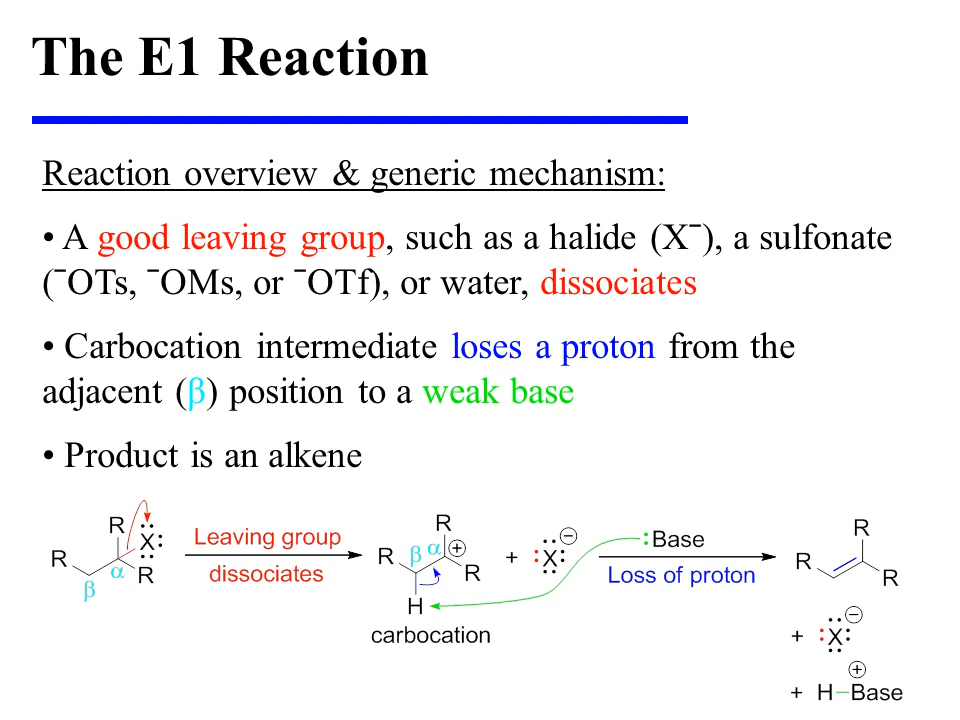 The E1 Reaction
Reaction overview & generic mechanism:
• A good leaving group, such as a halide (X‾), a sulfonate
(‾OTs, ‾OMs, or ‾OTf), or water, dissociates
• Carbocation intermediate loses a proton from the
adjacent (β) position to a weak base
• Product is an alkene
R R X R α β
Leaving group
dissociates
R R β α + R H
carbocation
+ X −
Base
Loss of proton
R R R
+ X −
+ H–Base +